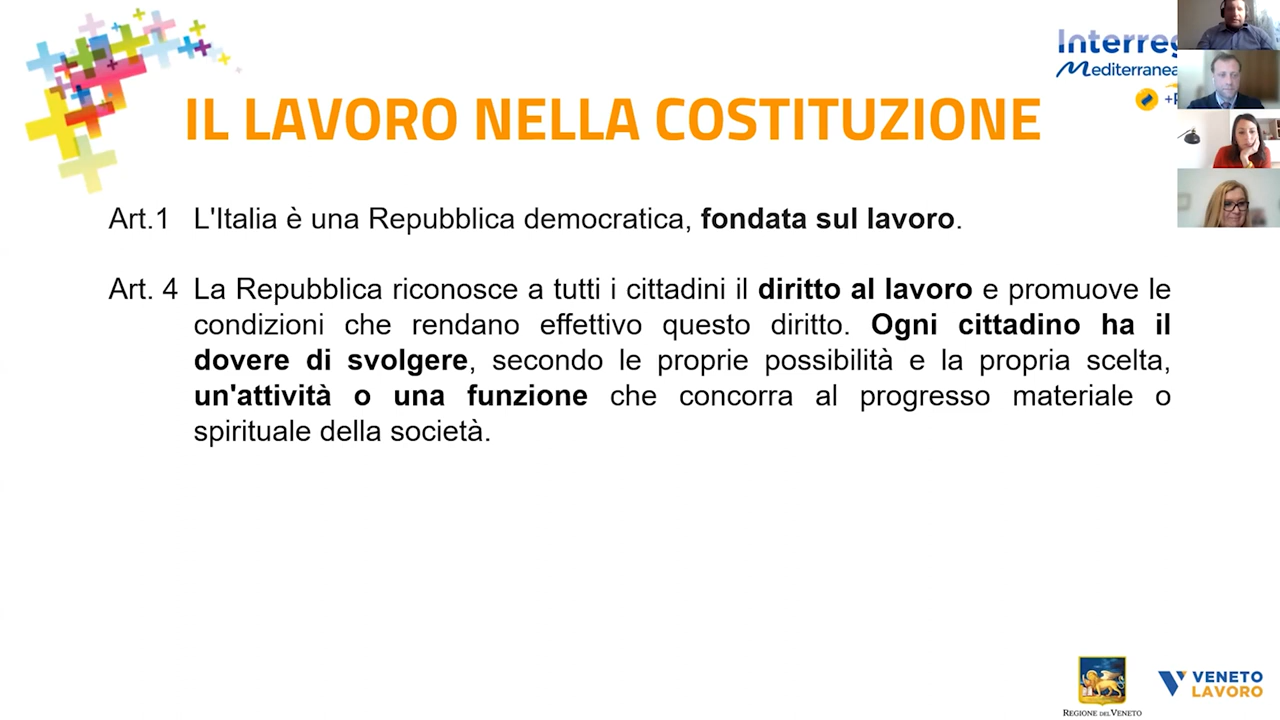 Interreg
Mediterranea
IL LAVORO NELLA COSTITUZIONE
Art.1 L'Italia è una Repubblica democratica, fondata sul lavoro.
Art. 4 La Repubblica riconosce a tutti i cittadini il diritto al lavoro e promuove le
condizioni che rendano effettivo questo diritto. Ogni cittadino ha il
dovere di svolgere, secondo le proprie possibilità e la propria scelta,
un'attività o una funzione che concorra al progresso materiale o
spirituale della società.
REGIONE DEL VENETO
VENETO
LAVORO